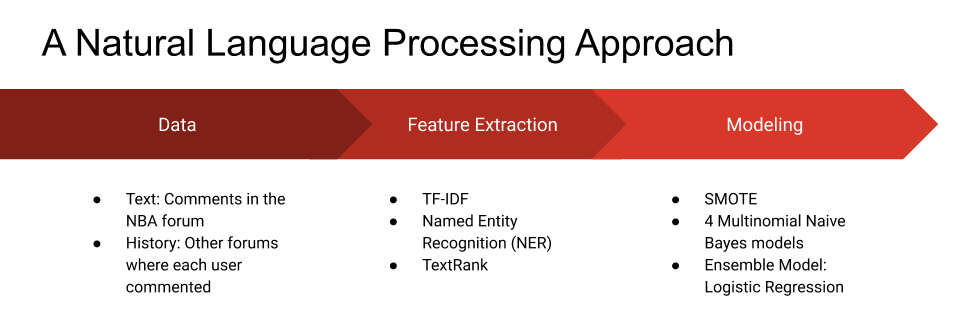 A Natural Language Processing Approach
Data
Feature Extraction
Modeling
● Text: Comments in the
NBA forum
● History: Other forums
where each user
commented
● TF-IDF
● Named Entity
Recognition (NER)
● TextRank
● SMOTE
● 4 Multinomial Naive
Bayes models
● Ensemble Model:
Logistic Regression